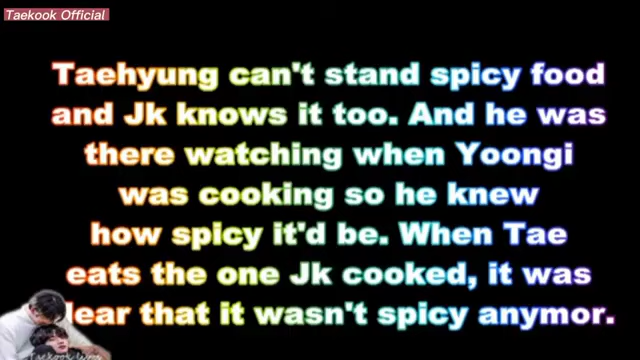 Taekook Official
Taehyung can't stand spicy food
and Jk knows it too. And he was
there watching when Yoongi
was cooking so he knew
how spicy it'd be. When Tae
eats the one Jk cooked, it was
lear that it wasn't spicy anymor.
Taekook